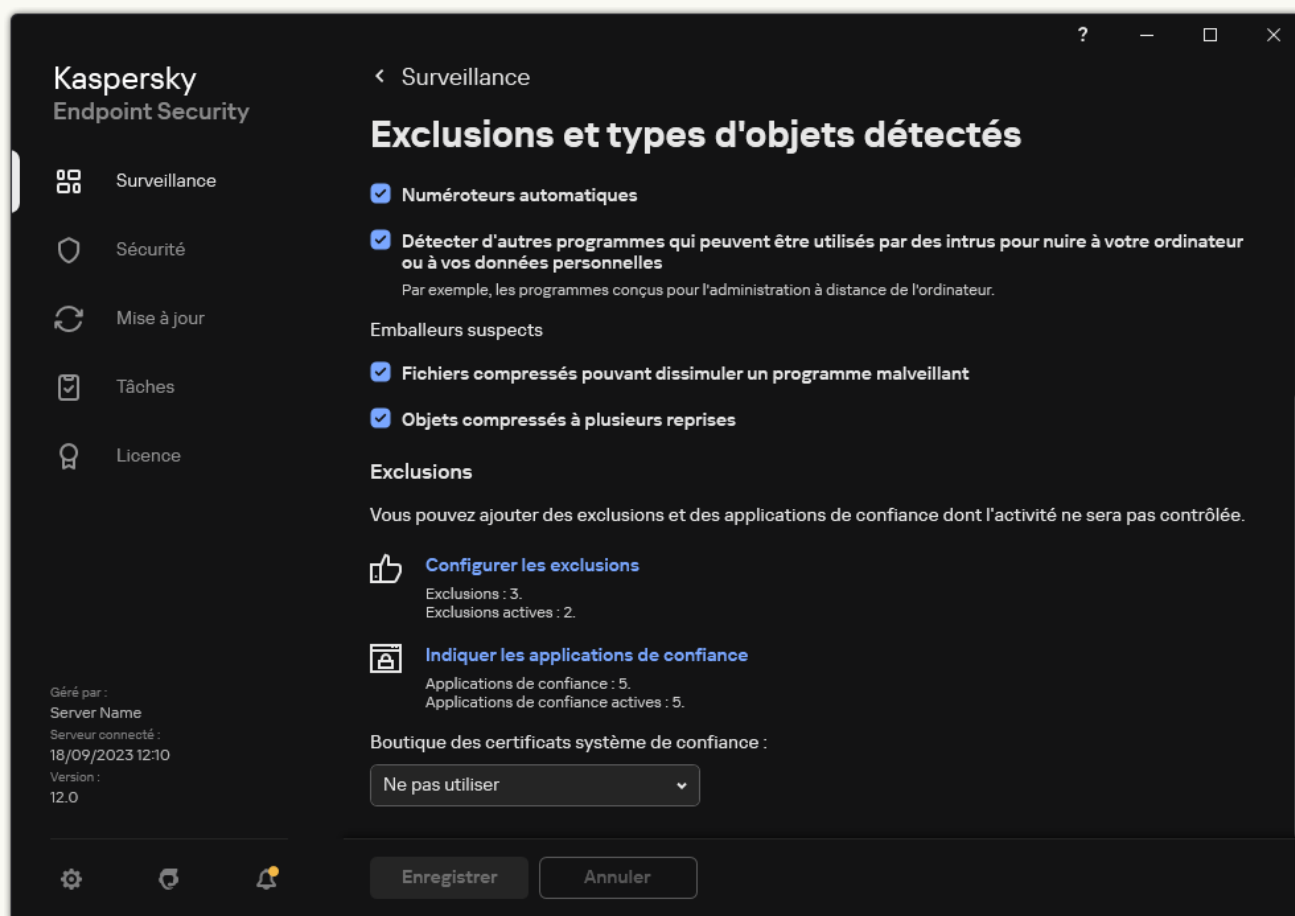 ?
Kaspersky
Endpoint Security
Surveillance
Sécurité
Mise à jour
Tâches
Licence
Géré par :
Server Name
Serveur connecté :
18/09/2023 12:10
Version :
12.0
Surveillance
Exclusions et types d'objets détectés
Numéroteurs automatiques
Détecter d'autres programmes qui peuvent être utilisés par des intrus pour nuire à votre ordinateur
ou à vos données personnelles
Par exemple, les programmes conçus pour l'administration à distance de l'ordinateur.
Emballeurs suspects
Fichiers compressés pouvant dissimuler un programme malveillant
Objets compressés à plusieurs reprises
Exclusions
Vous pouvez ajouter des exclusions et des applications de confiance dont l'activité ne sera pas contrôlée.
Configurer les exclusions
Exclusions : 3.
Exclusions actives : 2.
Indiquer les applications de confiance
Applications de confiance : 5.
Applications de confiance actives : 5.
Boutique des certificats système de confiance :
Ne pas utiliser
Enregistrer
Annuler